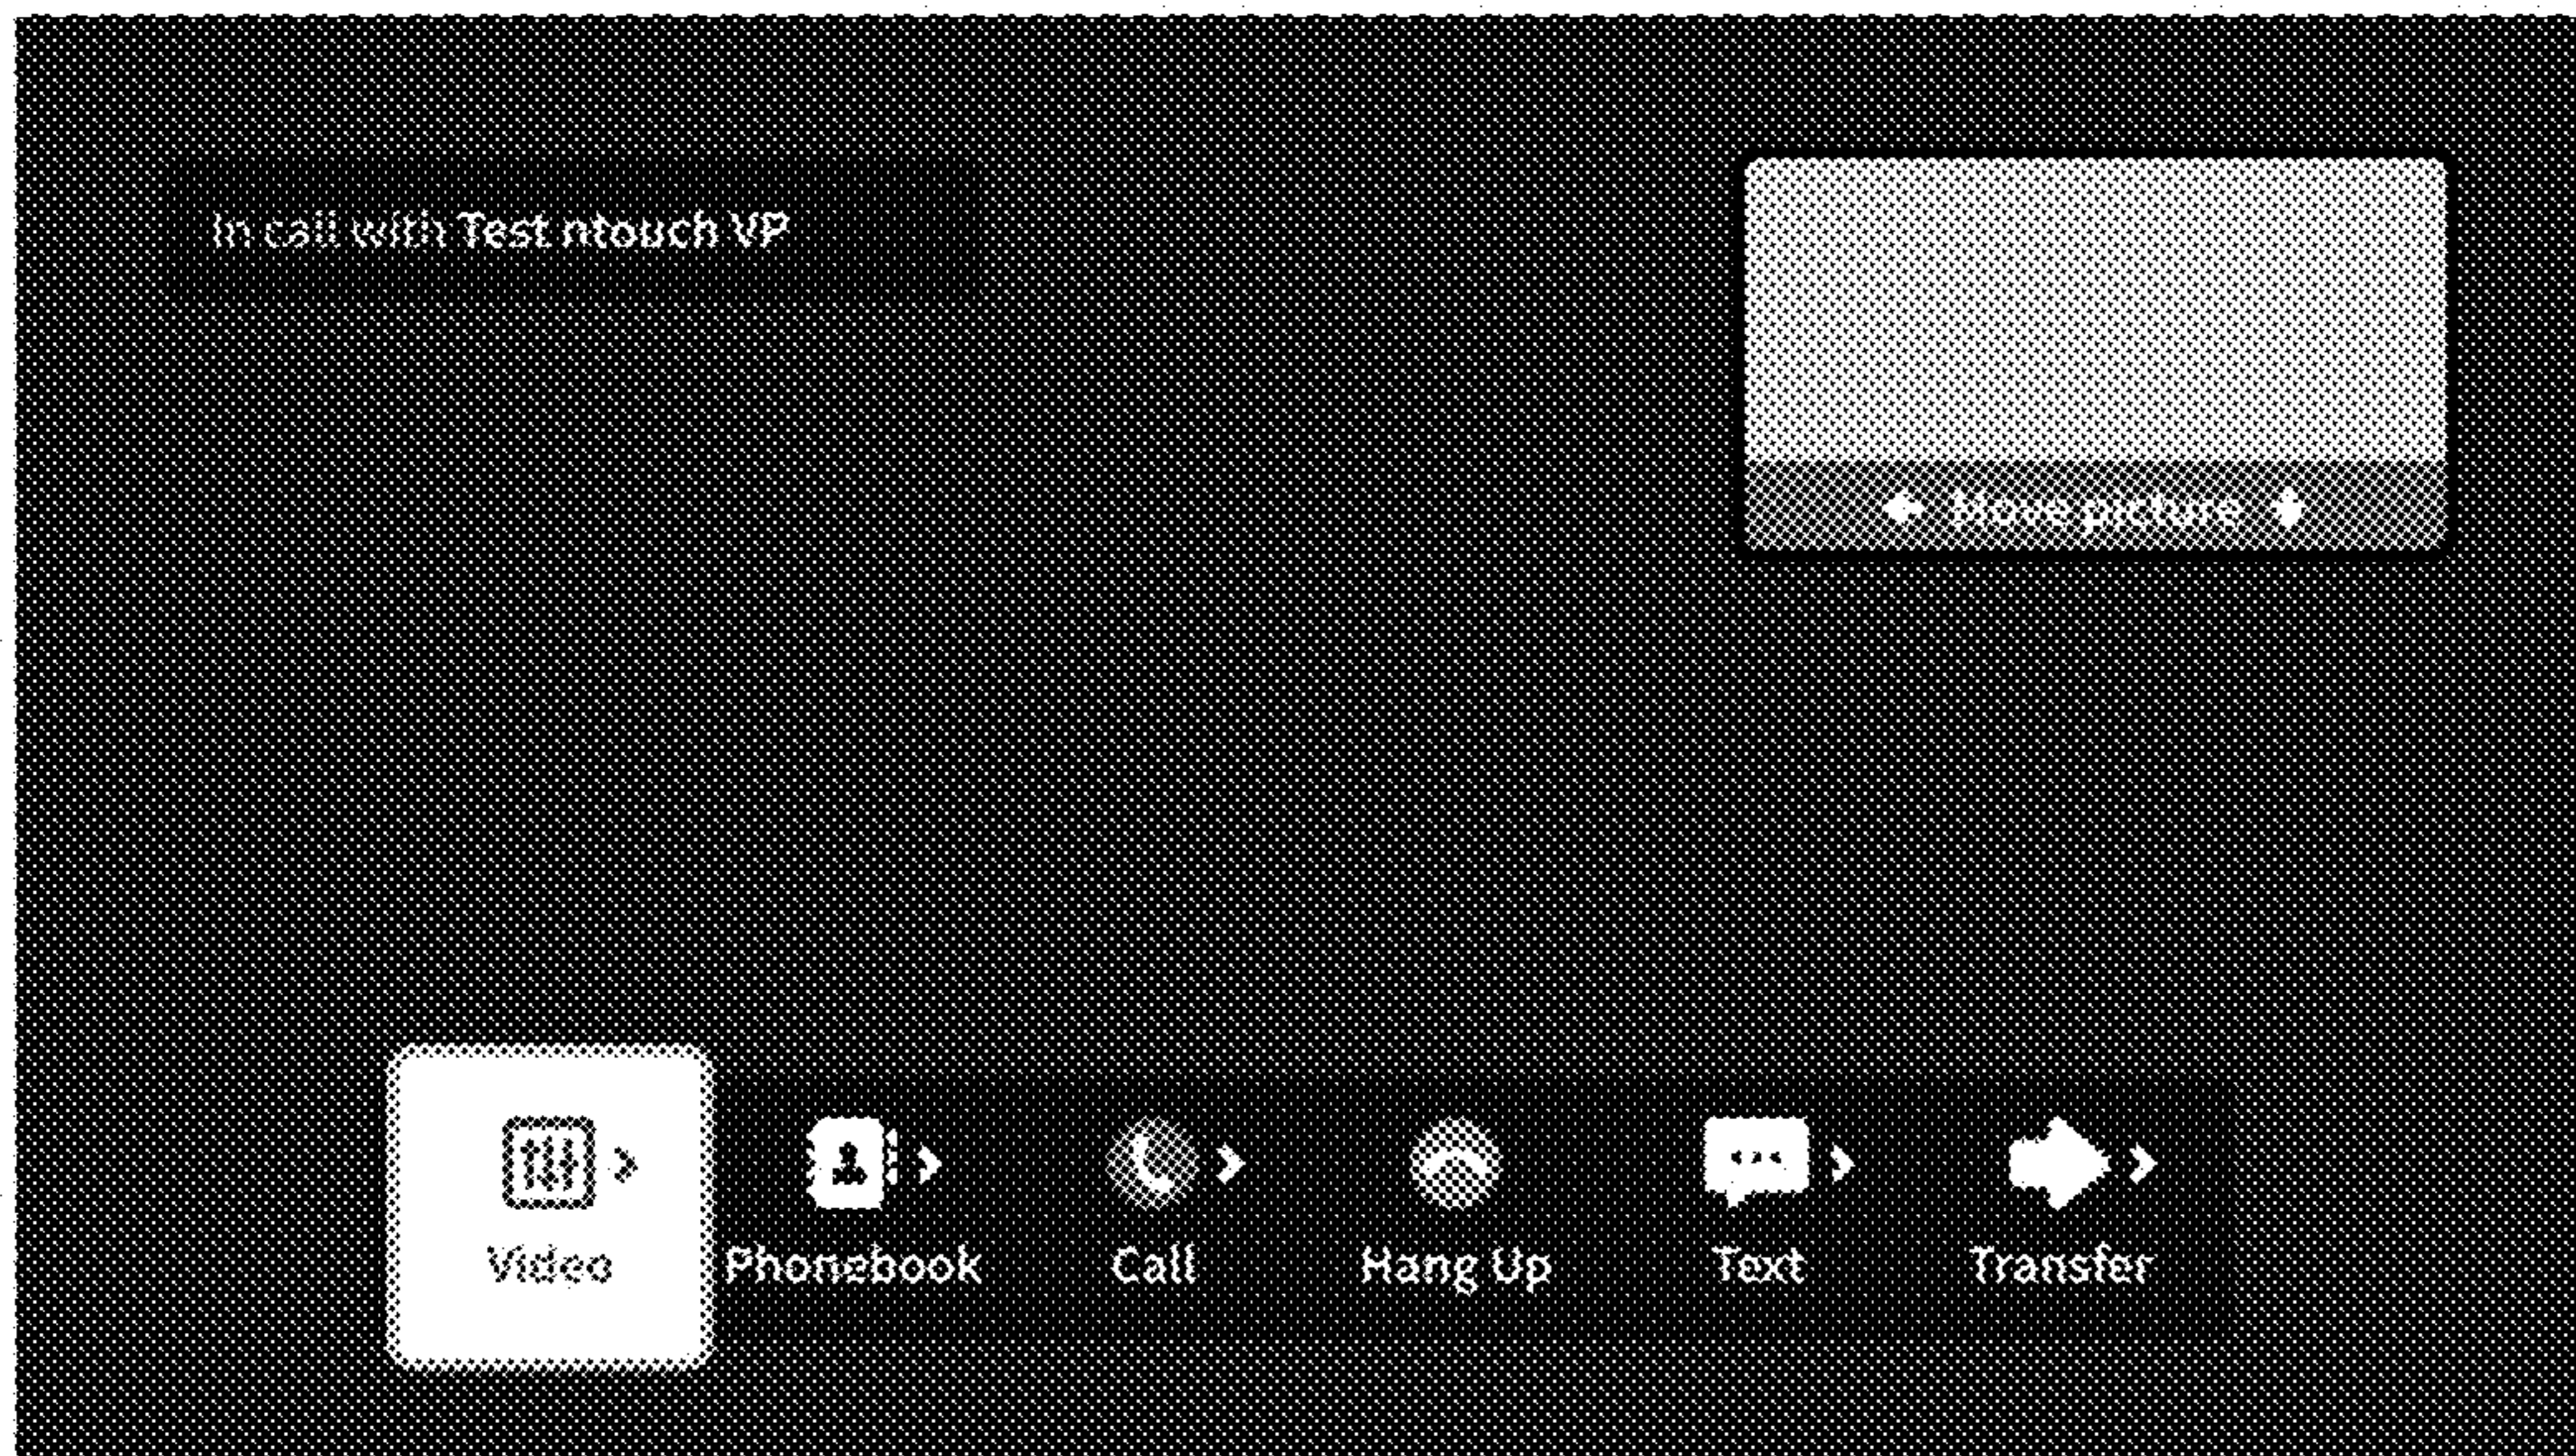 In call with Test ntouch VP
Move picture
Video
Phonebook
Call
Hang Up
Text
Transfer